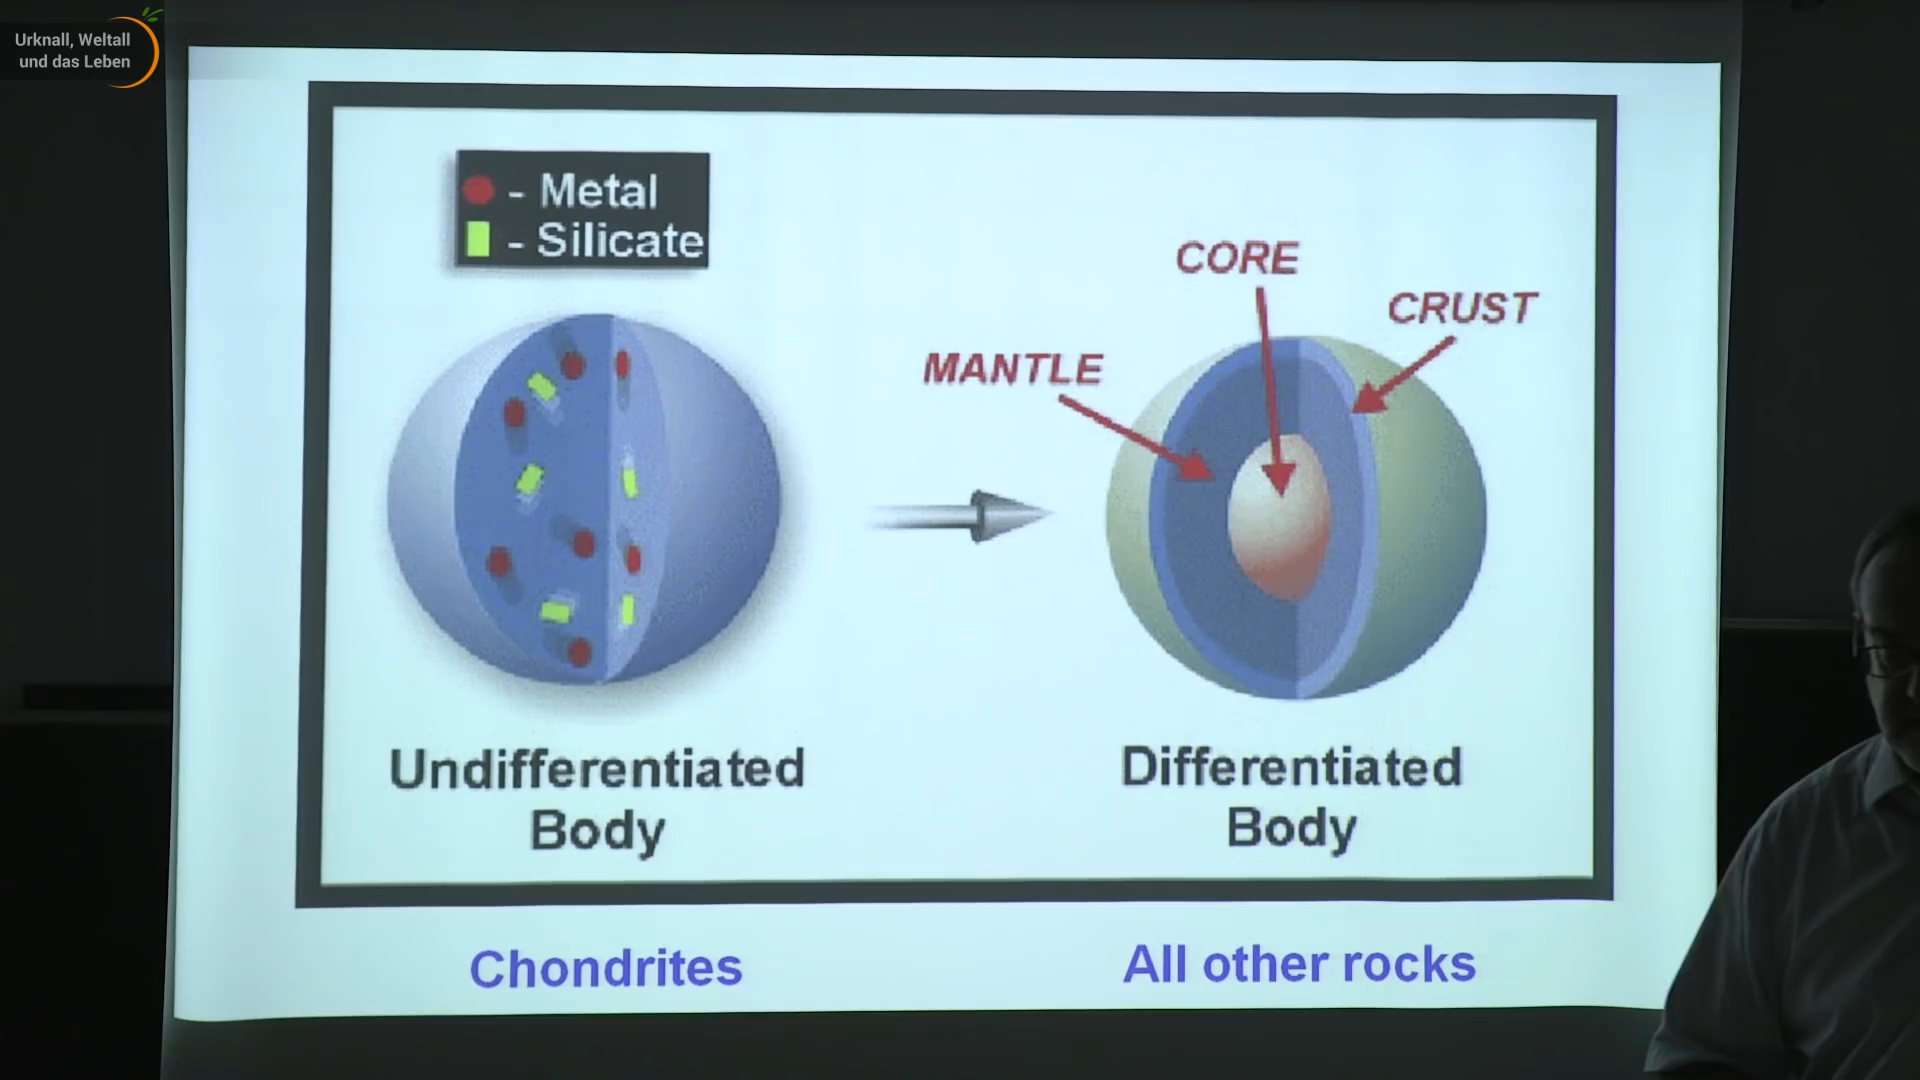 Urknall, Weltall
und das Leben
- Metal
- Silicate
CORE
CRUST
MANTLE
Undifferentiated
Body
Differentiated
Body
Chondrites
All other rocks